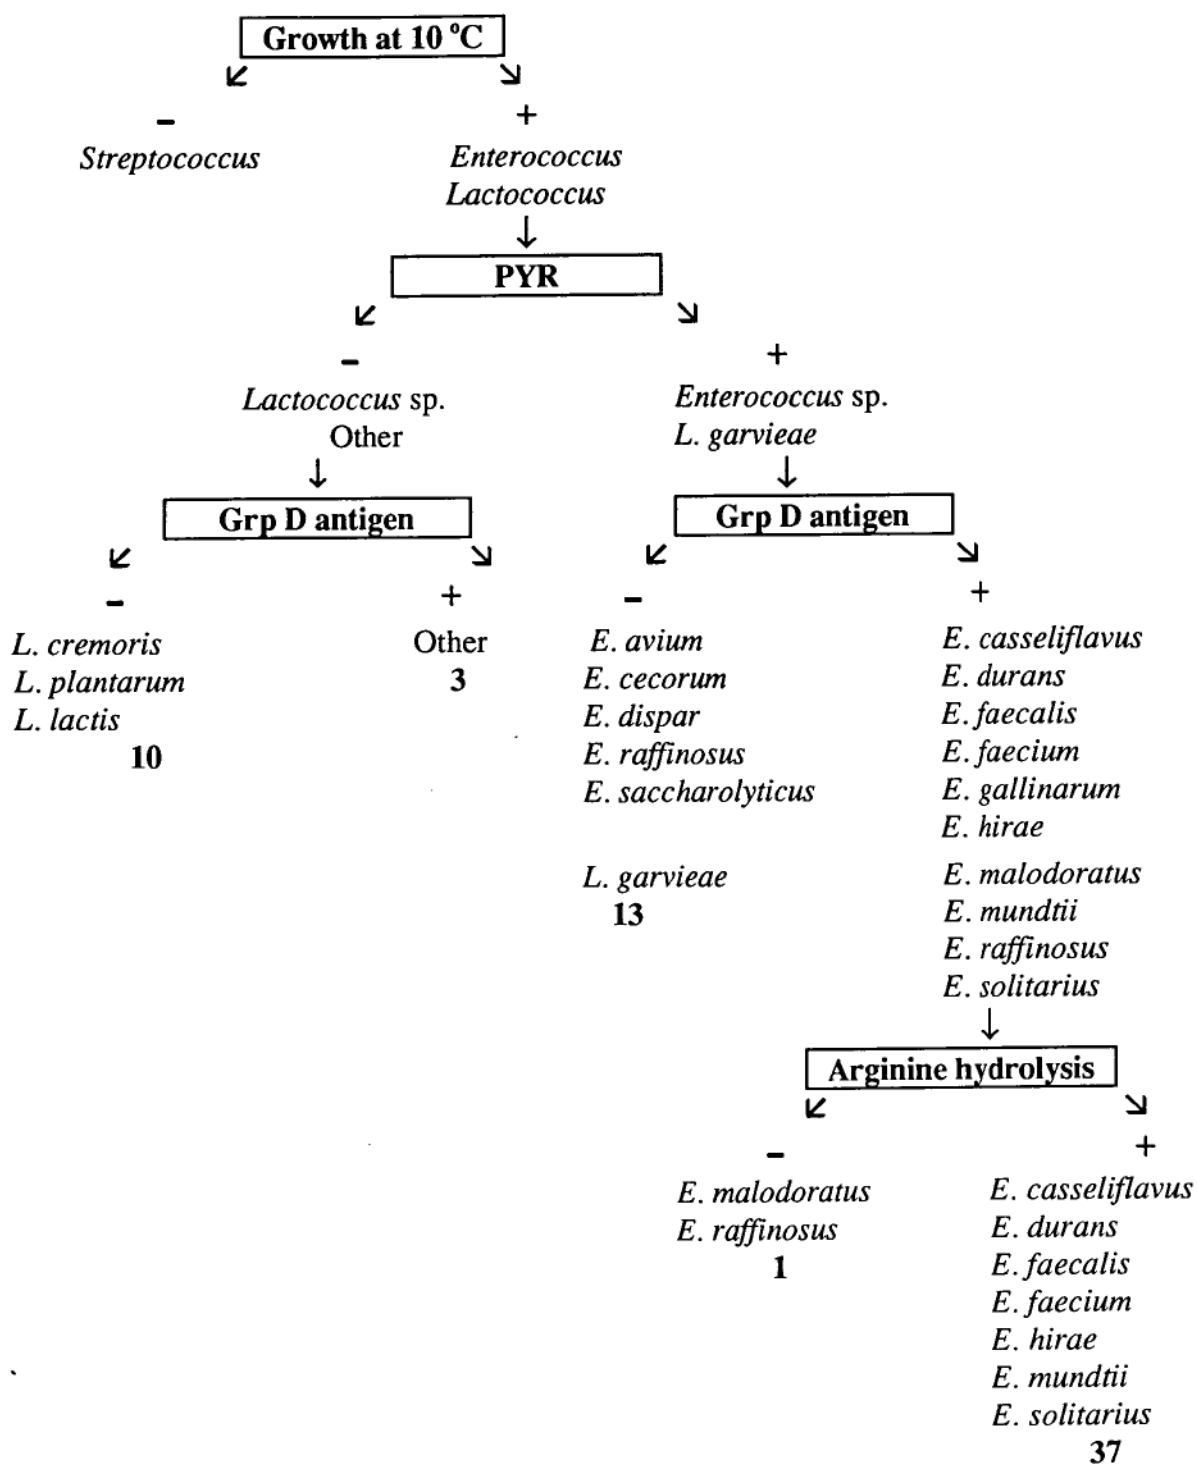 Growth at 10 °C
-
+
Streptococcus
Enterococcus
Lactococcus
PYR
-
+
Lactococcus sp.
Other
Enterococcus sp.
L. garvieae
Grp D antigen
Grp D antigen
-
+
L. cremoris
L. plantarum
L. lactis
10
Other
3
-
+
E. avium
E. cecorum
E. dispar
E. raffinosus
E. saccharolyticus
L. garvieae
13
E. casseliflavus
E. durans
E. faecalis
E. faecium
E. gallinarum
E. hirae
E. malodoratus
E. mundtii
E. raffinosus
E. solitarius
Arginine hydrolysis
-
+
E. malodoratus
E. raffinosus
1
E. casseliflavus
E. durans
E. faecalis
E. faecium
E. hirae
E. mundtii
E. solitarius
37